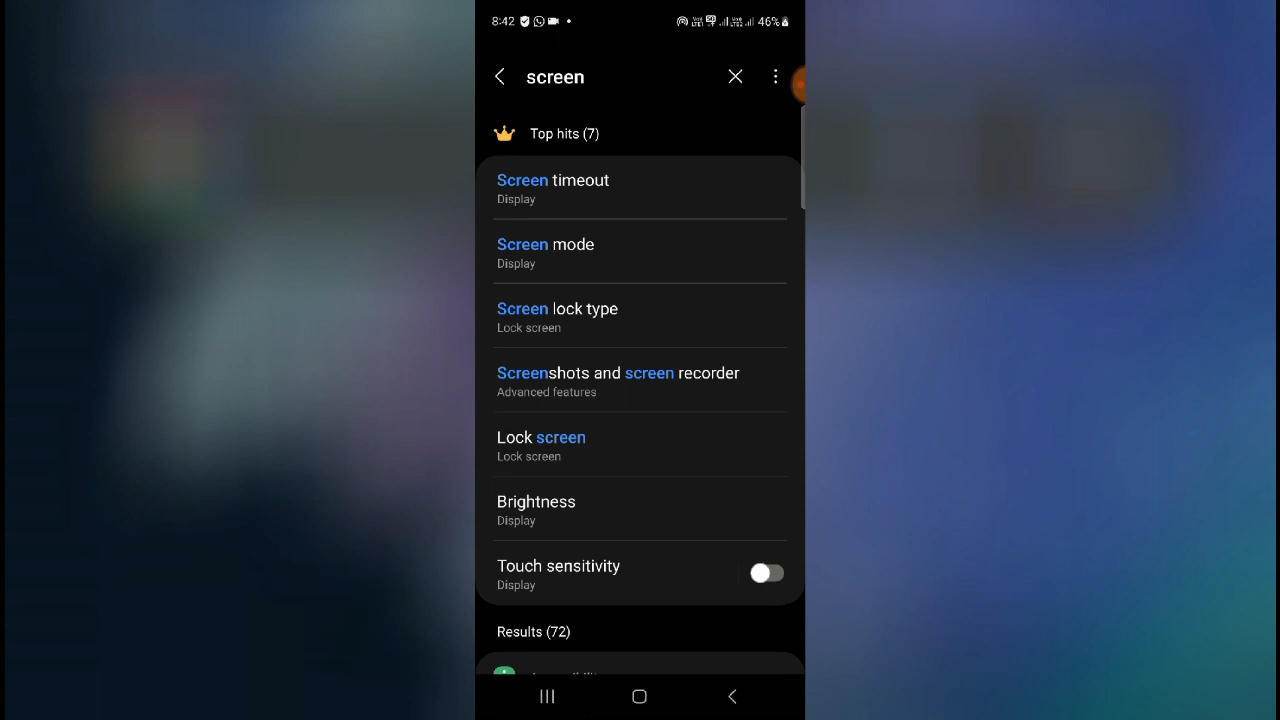 8:42
46%
screen
Top hits (7)
Screen timeout
Display
Screen mode
Display
Screen lock type
Lock screen
Screenshots and screen recorder
Advanced features
Lock screen
Lock screen
Brightness
Display
Touch sensitivity
Display
Results (72)